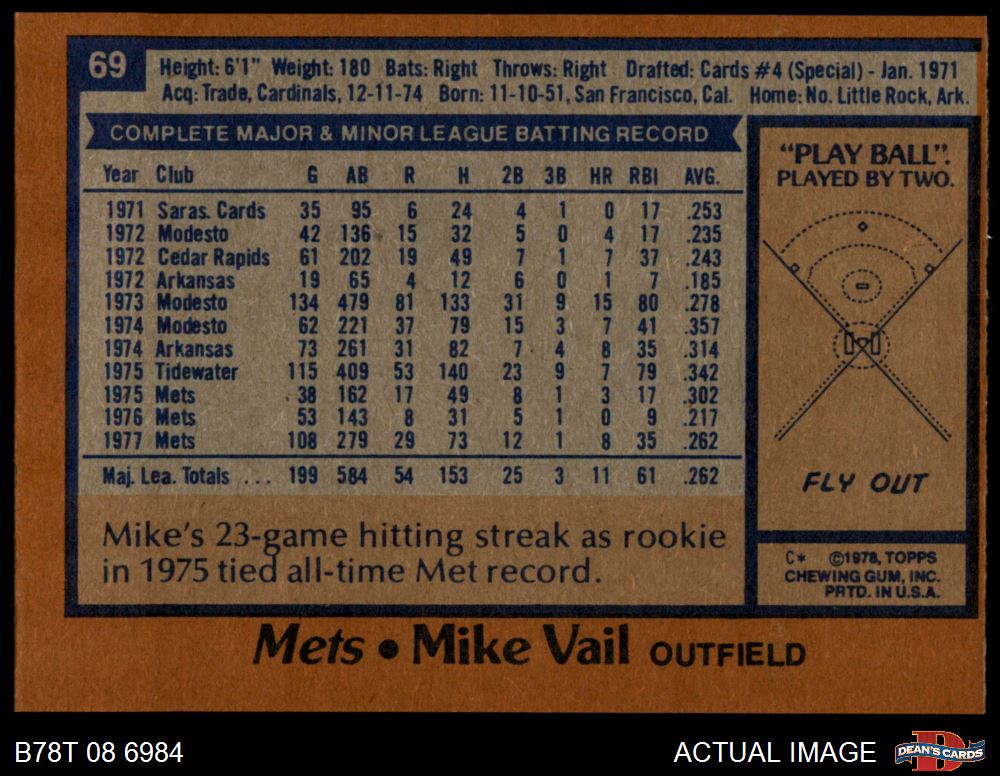 69
Height: 6'1" Weight: 180 Bats: Right Throws: Right Drafted: Cards #4 (Special) - Jan. 1971
Acq: Trade, Cardinals, 12-11-74 Born: 11-10-51, San Francisco, Cal. Home: No. Little Rock, Ark.
COMPLETE MAJOR & MINOR LEAGUE BATTING RECORD
Year Club G AB R H 2B 3B HR RBI AVG.
1971 Saras. Cards 35 95 6 24 4 1 0 17 .253
1972 Modesto 42 136 15 32 5 0 4 17 .235
1972 Cedar Rapids 61 202 19 49 7 1 7 37 .243
1972 Arkansas 19 65 4 12 6 0 1 7 .185
1973 Modesto 134 479 81 133 31 9 15 80 .278
1974 Modesto 62 221 37 79 15 3 7 41 .357
1974 Arkansas 73 261 31 82 7 4 8 35 .314
1975 Tidewater 115 409 53 140 23 9 7 79 .342
1975 Mets 38 162 17 49 8 1 3 17 .302
1976 Mets 53 143 8 31 5 1 0 9 .217
1977 Mets 108 279 29 73 12 1 8 35 .262
Maj. Lea. Totals ... 199 584 54 153 25 3 11 61 .262
Mike's 23-game hitting streak as rookie
in 1975 tied all-time Met record.
"PLAY BALL".
PLAYED BY TWO.
FLY OUT
C* ©1978, TOPPS
CHEWING GUM, INC.
PRTD. IN U.S.A.
Mets • Mike Vail OUTFIELD
B78T 08 6984
ACTUAL IMAGE
D
DEAN'S CARDS